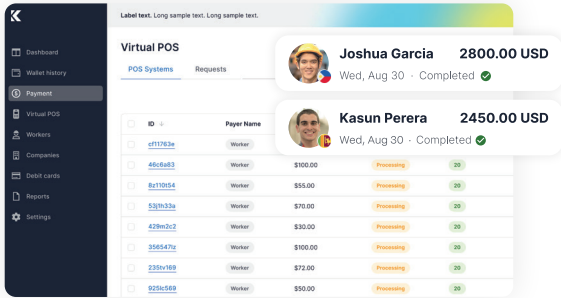 K
Label text. Long sample text. Long sample text.
Dashboard
Wallet history
Payment
Virtual POS
Workers
Companies
Debit cards
Reports
Settings
Virtual POS
POS Systems Requests
Joshua Garcia 2800.00 USD
Wed, Aug 30 · Completed
Kasun Perera 2450.00 USD
Wed, Aug 30 · Completed
ID ↓ Payer Name
cf11763e Worker
46c6a83 Worker $100.00 Processing 20
8z110t54 Worker $55.00 Processing 20
53j1h33a Worker $70.00 Processing 20
429m2c2 Worker $30.00 Processing 20
356547lz Worker $100.00 Processing 20
235tv169 Worker $72.00 Processing 20
925lc569 Worker $50.00 Processing 20